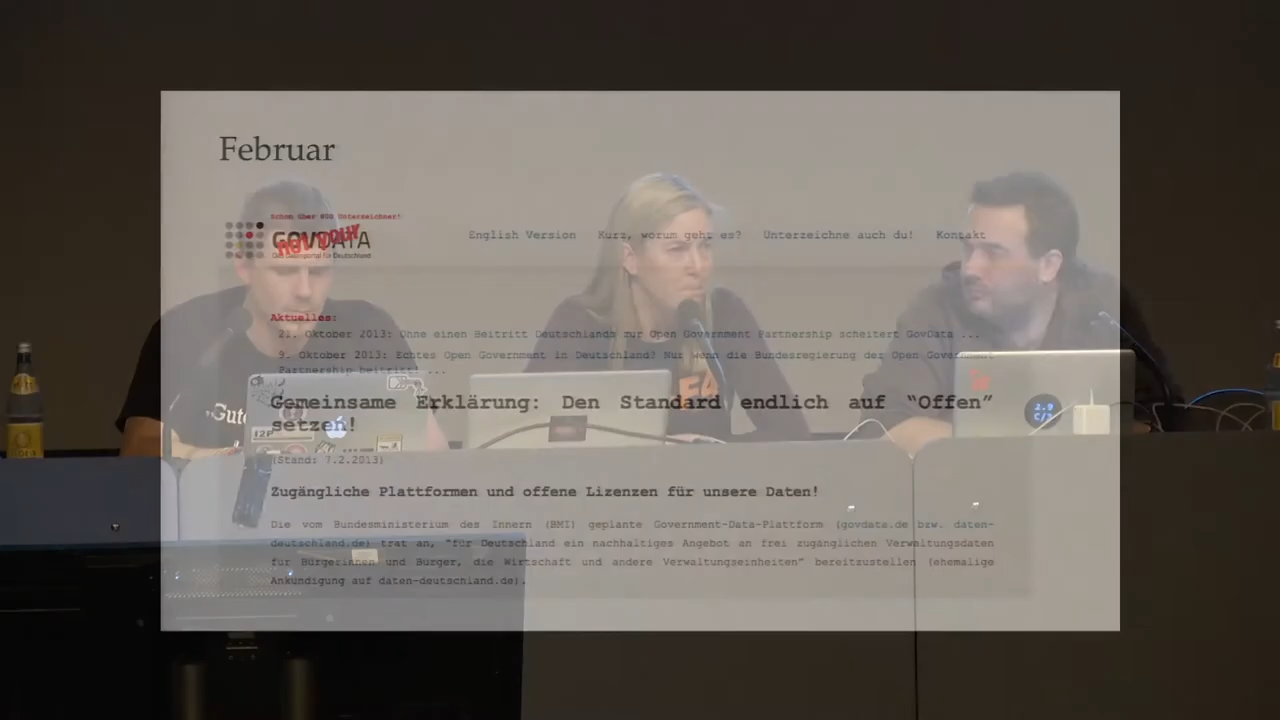 Februar
Schon über 800 Unterzeichner!
GOVDATA
not your
Das Datenportal für Deutschland
English Version Kurz, worum geht es? Unterzeichne auch du! Kontakt
Aktuelles:
21. Oktober 2013: Ohne einen Beitritt Deutschlands zur Open Government Partnership scheitert GovData ...
9. Oktober 2013: Echtes Open Government in Deutschland? Nur wenn die Bundesregierung der Open Government
Partnership beitritt! ...
Gemeinsame Erklärung: Den Standard endlich auf “Offen”
setzen!
(Stand: 7.2.2013)
Zugängliche Plattformen und offene Lizenzen für unsere Daten!
Die vom Bundesministerium des Innern (BMI) geplante Government-Data-Plattform (govdata.de bzw. daten-
deutschland.de) trat an, “für Deutschland ein nachhaltiges Angebot an frei zugänglichen Verwaltungsdaten
für Bürgerinnen und Bürger, die Wirtschaft und andere Verwaltungseinheiten” bereitzustellen (ehemalige
Ankündigung auf daten-deutschland.de).
Gute
I2P